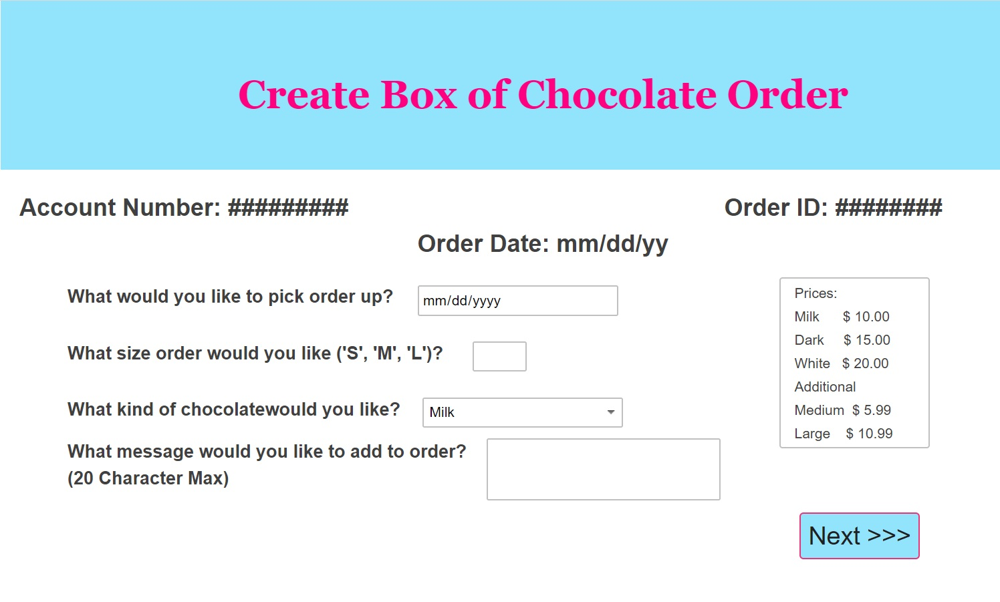 Create Box of Chocolate Order
Account Number: #########
Order ID: ########
Order Date: mm/dd/yy
What would you like to pick order up?
mm/dd/yyyy
What size order would you like ('S', 'M', 'L')?
What kind of chocolatewould you like?
Milk
What message would you like to add to order?
(20 Character Max)
Prices:
Milk $ 10.00
Dark $ 15.00
White $ 20.00
Additional
Medium $ 5.99
Large $ 10.99
Next >>>